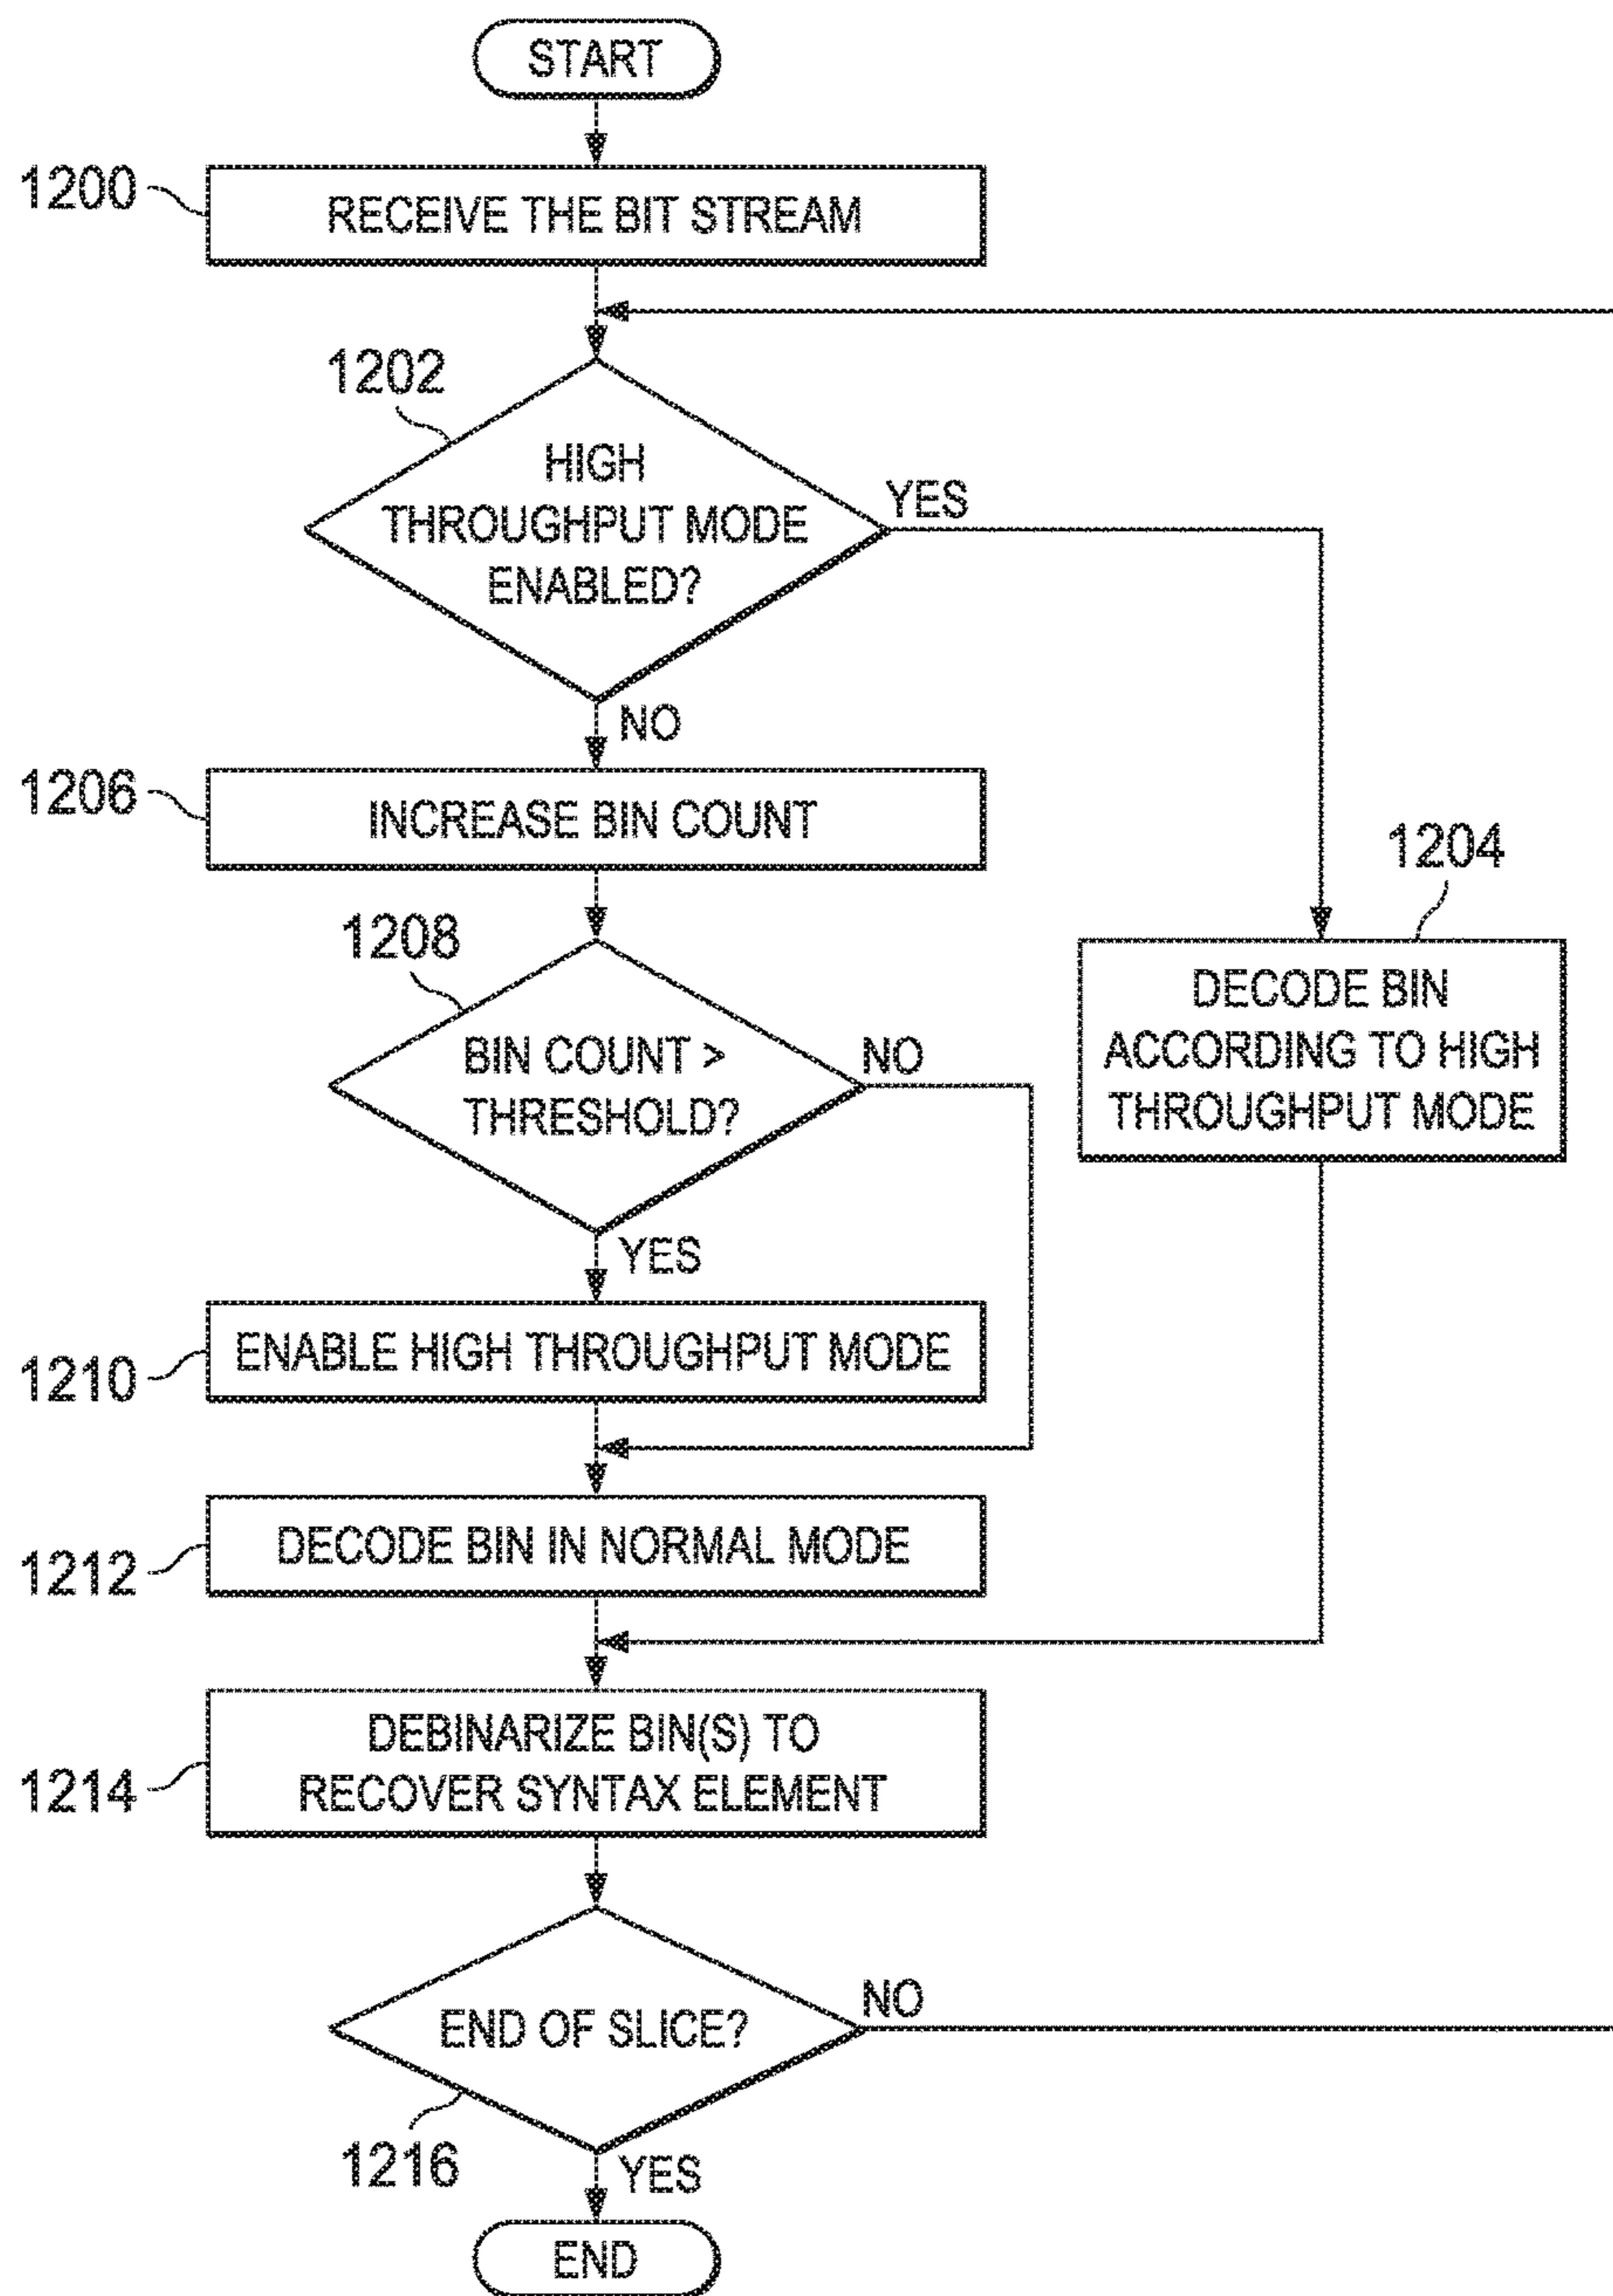 START
1200
RECEIVE THE BIT STREAM
1202
HIGH
THROUGHPUT MODE
ENABLED?
YES
NO
1206
INCREASE BIN COUNT
1204
1208
DECODE BIN
ACCORDING TO HIGH
THROUGHPUT MODE
BIN COUNT >
THRESHOLD?
NO
YES
1210
ENABLE HIGH THROUGHPUT MODE
1212
DECODE BIN IN NORMAL MODE
1214
DEBINARIZE BIN(S) TO
RECOVER SYNTAX ELEMENT
END OF SLICE?
NO
1216
YES
END